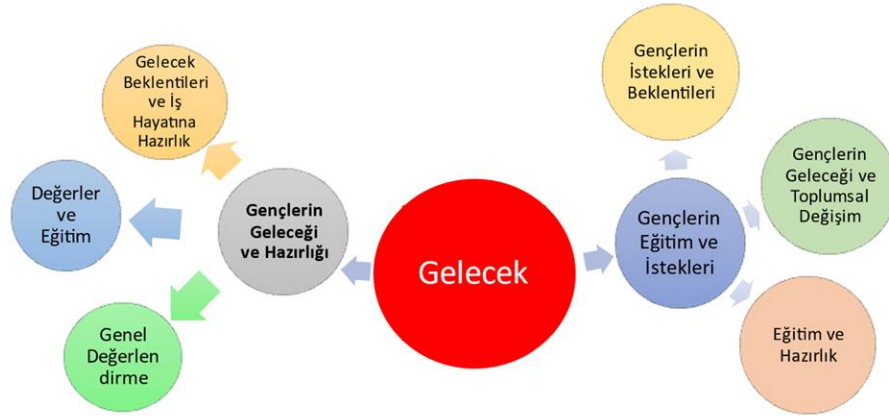 Gelecek
Beklentileri
ve İş
Hayatına
Hazırlık
Değerler
ve
Eğitim
Genel
Değerlen
dirme
Gençlerin
Geleceği
ve Hazırlığı
Gelecek
Gençlerin
Eğitim ve
İstekleri
Gençlerin
İstekleri ve
Beklentileri
Gençlerin
Geleceği ve
Toplumsal
Değişim
Eğitim ve
Hazırlık